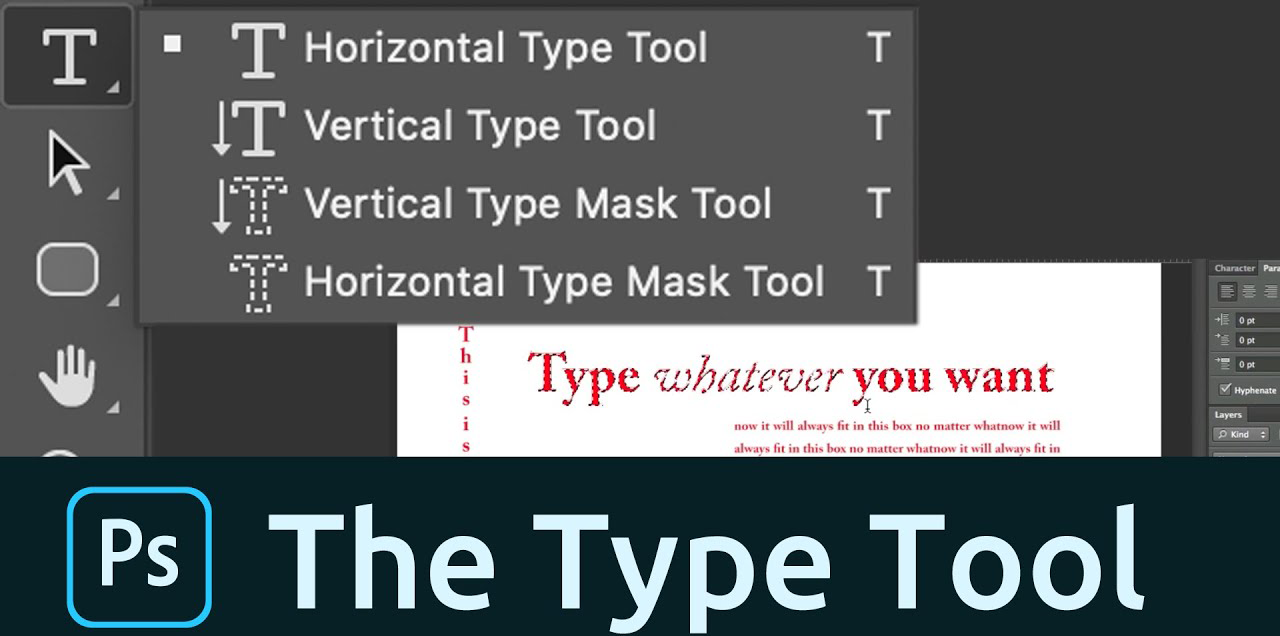 T
Horizontal Type Tool T
Vertical Type Tool T
Vertical Type Mask Tool T
Horizontal Type Mask Tool T
Character Para
0 pt
0 pt
0 pt
Hyphenate
Layers
Kind
T
h
i
s
i
s
Type whatever you want
now it will always fit in this box no matter whatnow it will
always fit in this box no matter whatnow it will always fit in
Ps The Type Tool